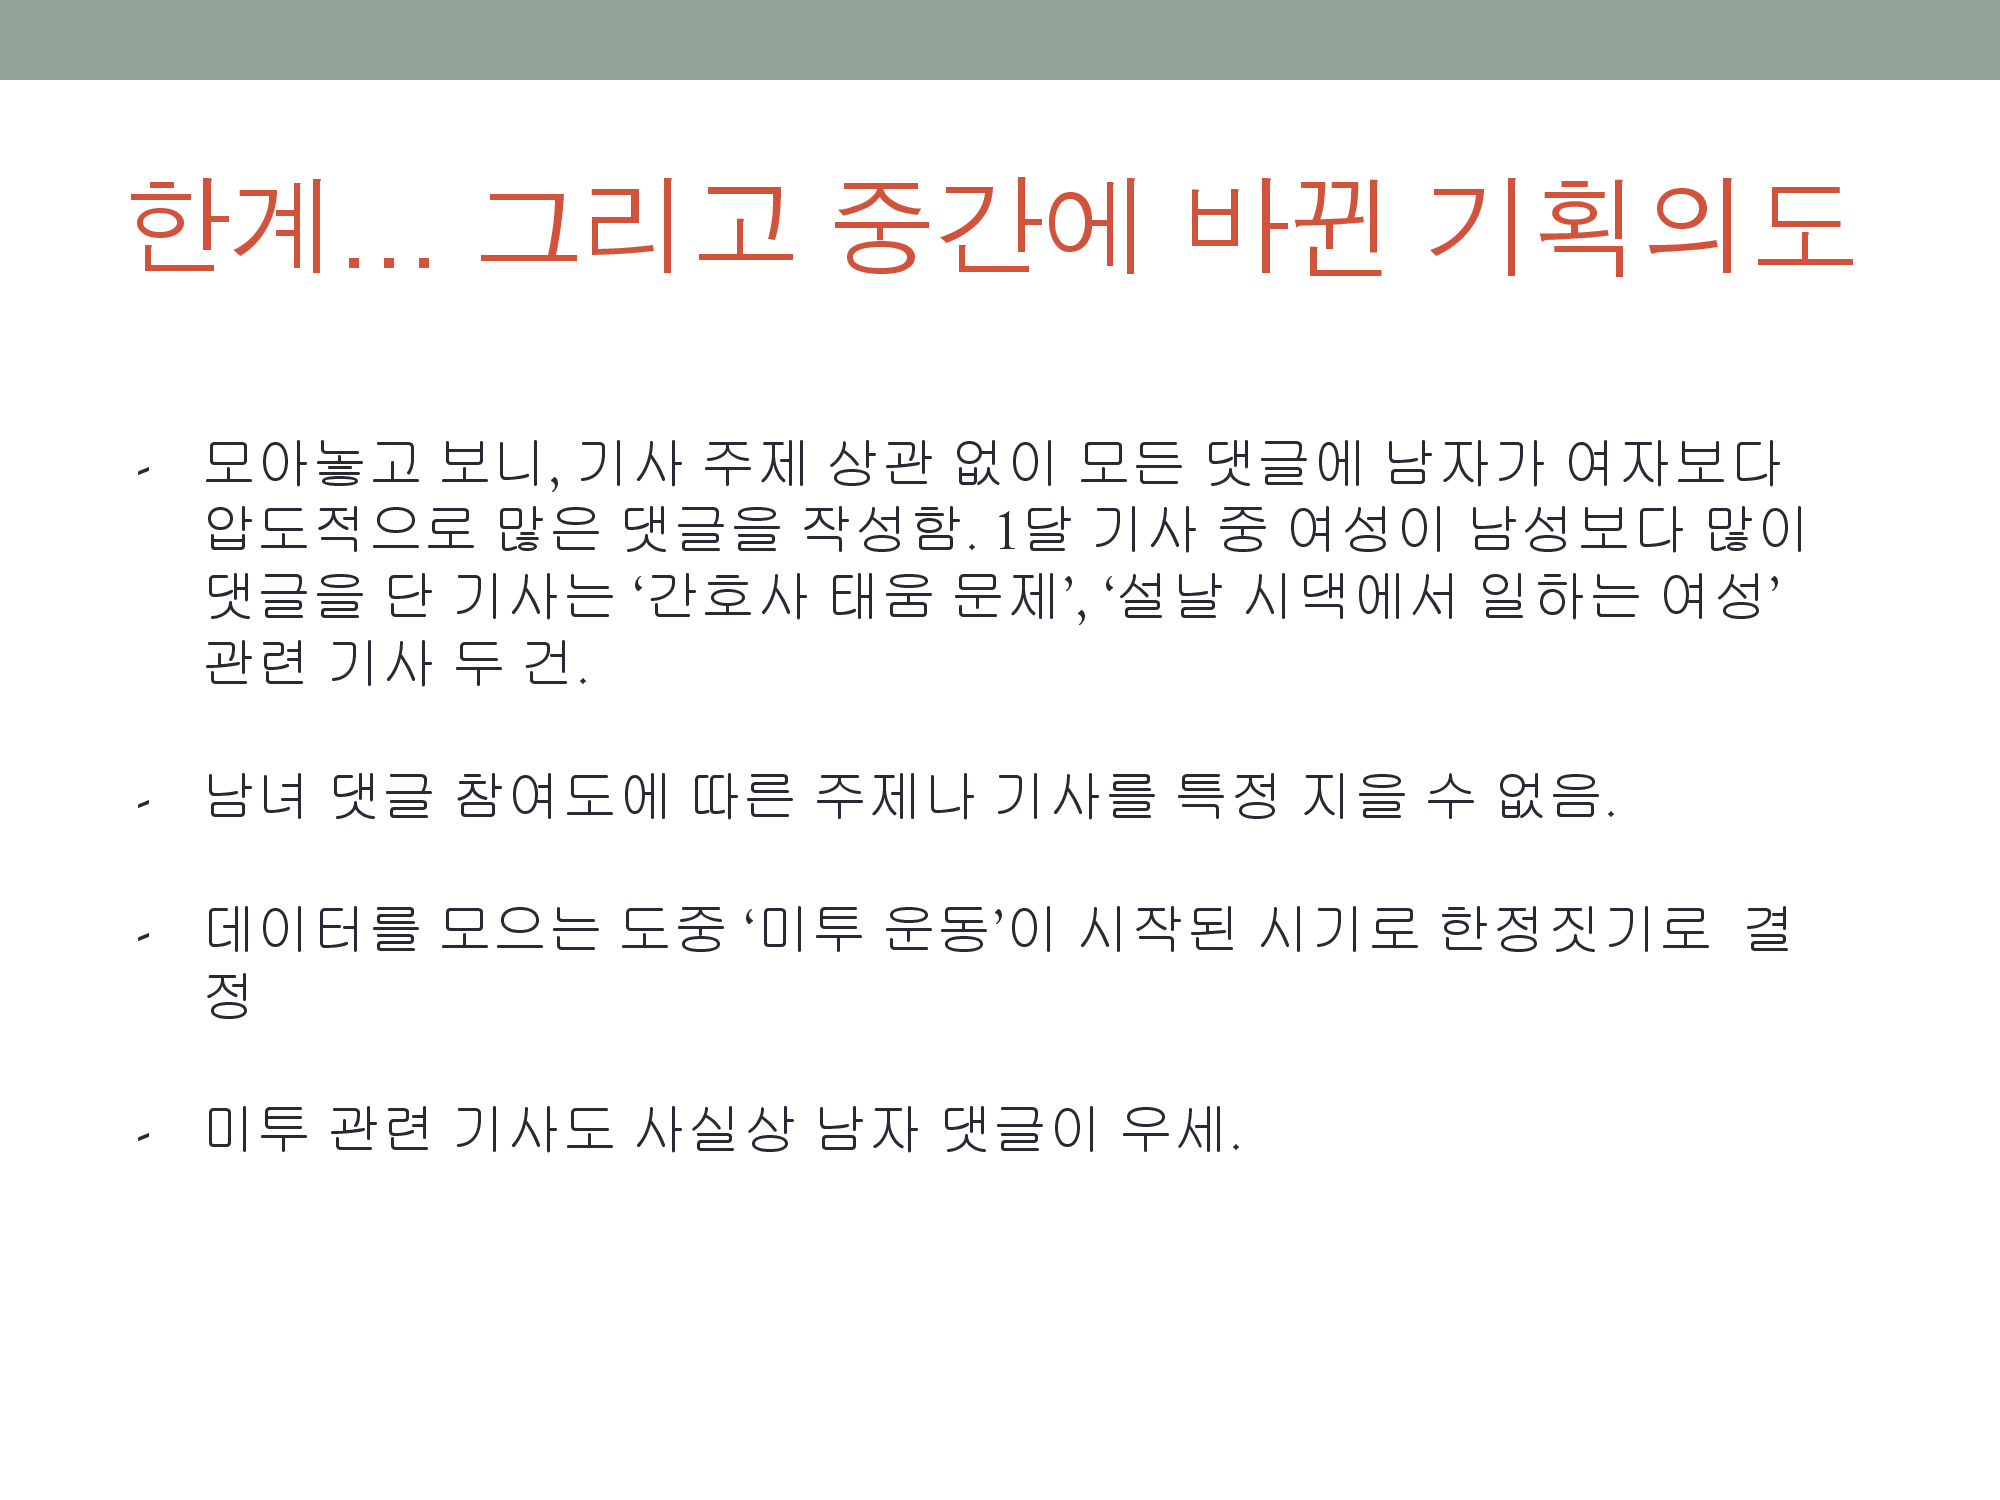 한계... 그리고 중간에 바뀐 기획의도
- 모아놓고 보니, 기사 주제 상관 없이 모든 댓글에 남자가 여자보다
압도적으로 많은 댓글을 작성함. 1달 기사 중 여성이 남성보다 많이
댓글을 단 기사는 ‘간호사 태움 문제’, ‘설날 시댁에서 일하는 여성’
관련 기사 두 건.
- 남녀 댓글 참여도에 따른 주제나 기사를 특정 지을 수 없음.
- 데이터를 모으는 도중 ‘미투 운동’이 시작된 시기로 한정짓기로 결
정
- 미투 관련 기사도 사실상 남자 댓글이 우세.